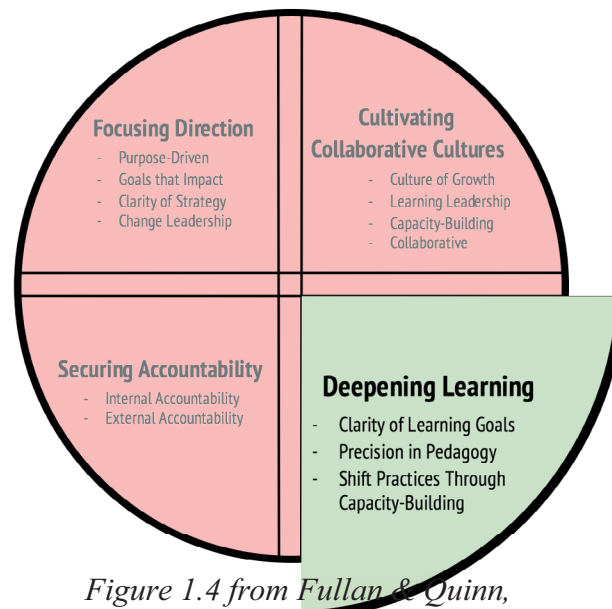 Focusing Direction
- Purpose-Driven
- Goals that Impact
- Clarity of Strategy
- Change Leadership
Cultivating
Collaborative Cultures
- Culture of Growth
- Learning Leadership
- Capacity-Building
- Collaborative
Securing Accountability
- Internal Accountability
- External Accountability
Deepening Learning
- Clarity of Learning Goals
- Precision in Pedagogy
- Shift Practices Through
Capacity-Building
Figure 1.4 from Fullan & Quinn,